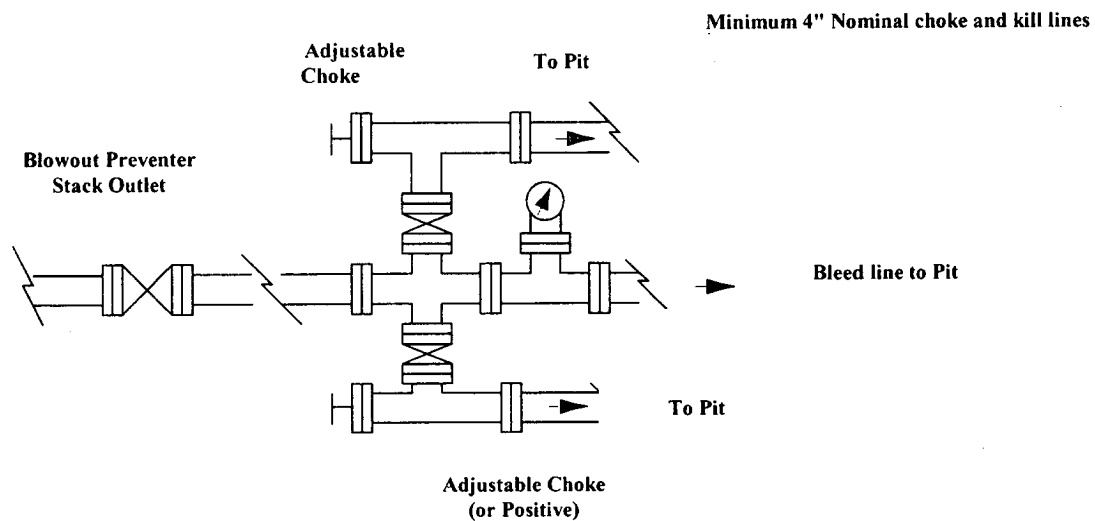 Minimum 4" Nominal choke and kill lines
Adjustable
Choke
To Pit
Blowout Preventer
Stack Outlet
Bleed line to Pit
To Pit
Adjustable Choke
(or Positive)